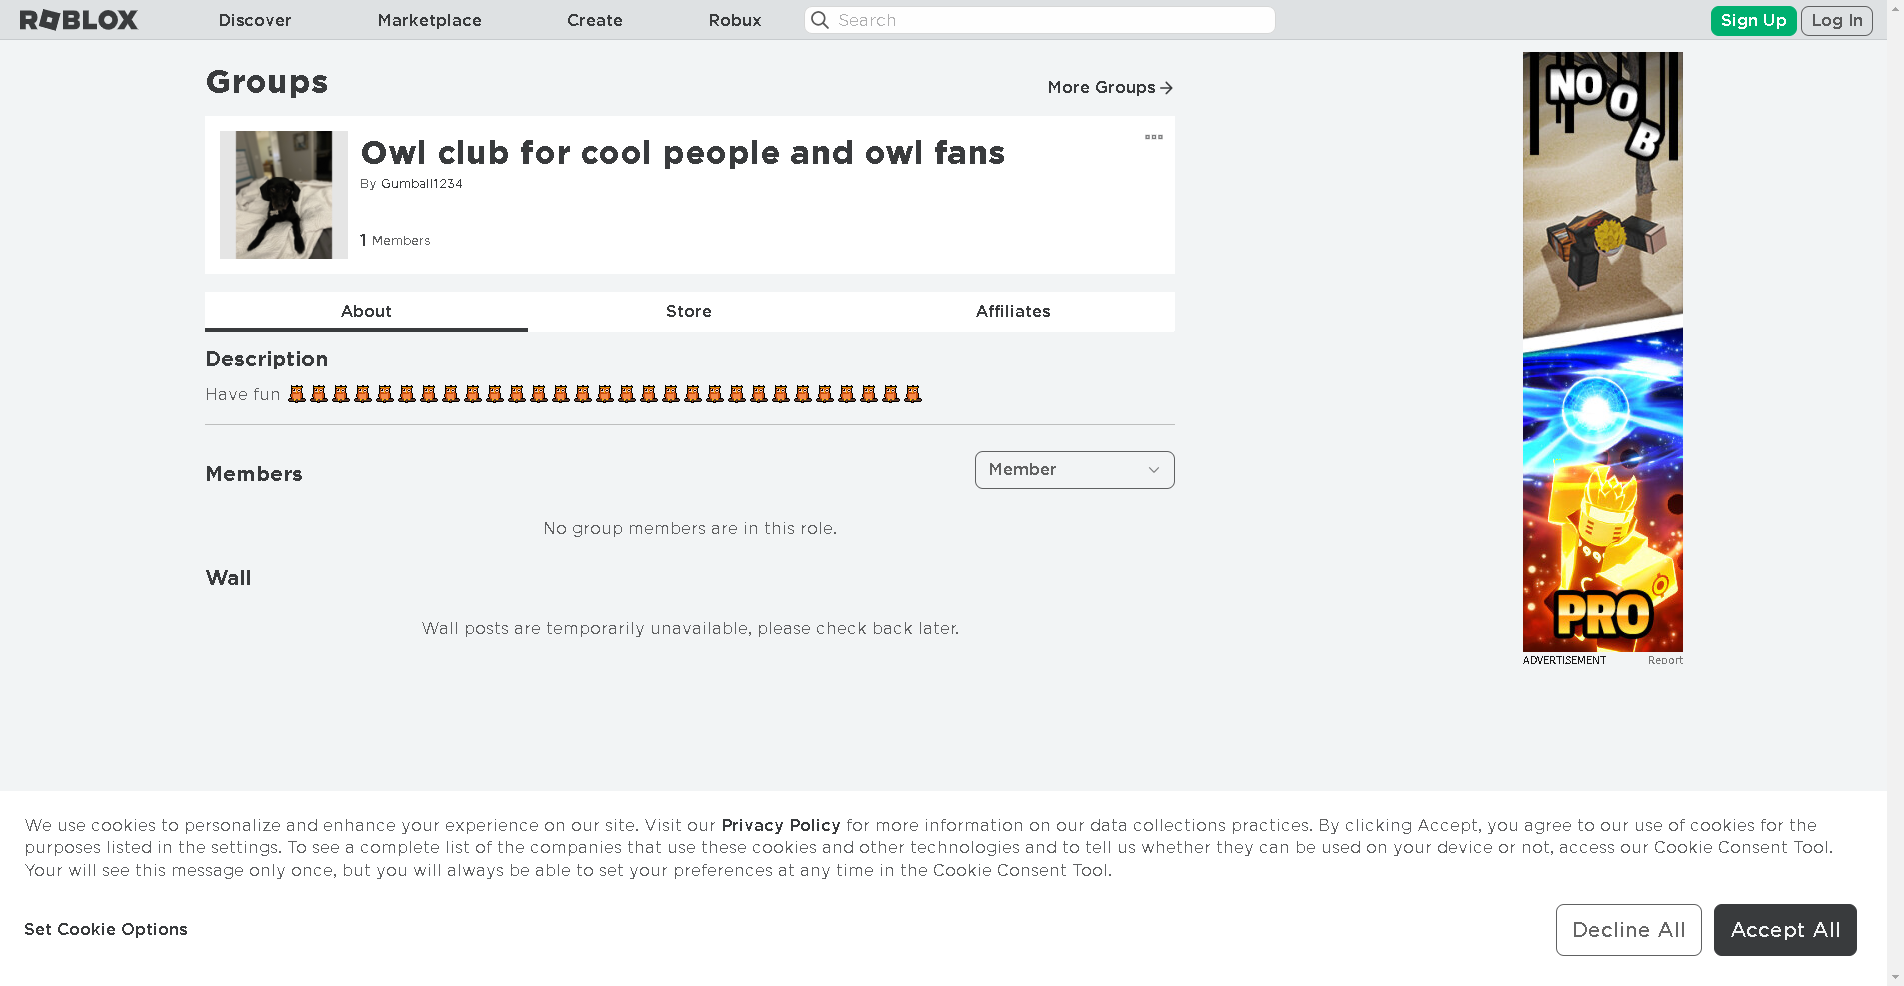 ROBLOX Discover Marketplace Create Robux Search Sign Up Log In
Groups
More Groups
Owl club for cool people and owl fans
By Gumball1234
1 Members
About Store Affiliates
Description
Have fun
Members
Member
No group members are in this role.
Wall
Wall posts are temporarily unavailable, please check back later.
NOOB
PRO
ADVERTISEMENT Report
We use cookies to personalize and enhance your experience on our site. Visit our Privacy Policy for more information on our data collections practices. By clicking Accept, you agree to our use of cookies for the
purposes listed in the settings. To see a complete list of the companies that use these cookies and other technologies and to tell us whether they can be used on your device or not, access our Cookie Consent Tool.
Your will see this message only once, but you will always be able to set your preferences at any time in the Cookie Consent Tool.
Set Cookie Options
Decline All
Accept All